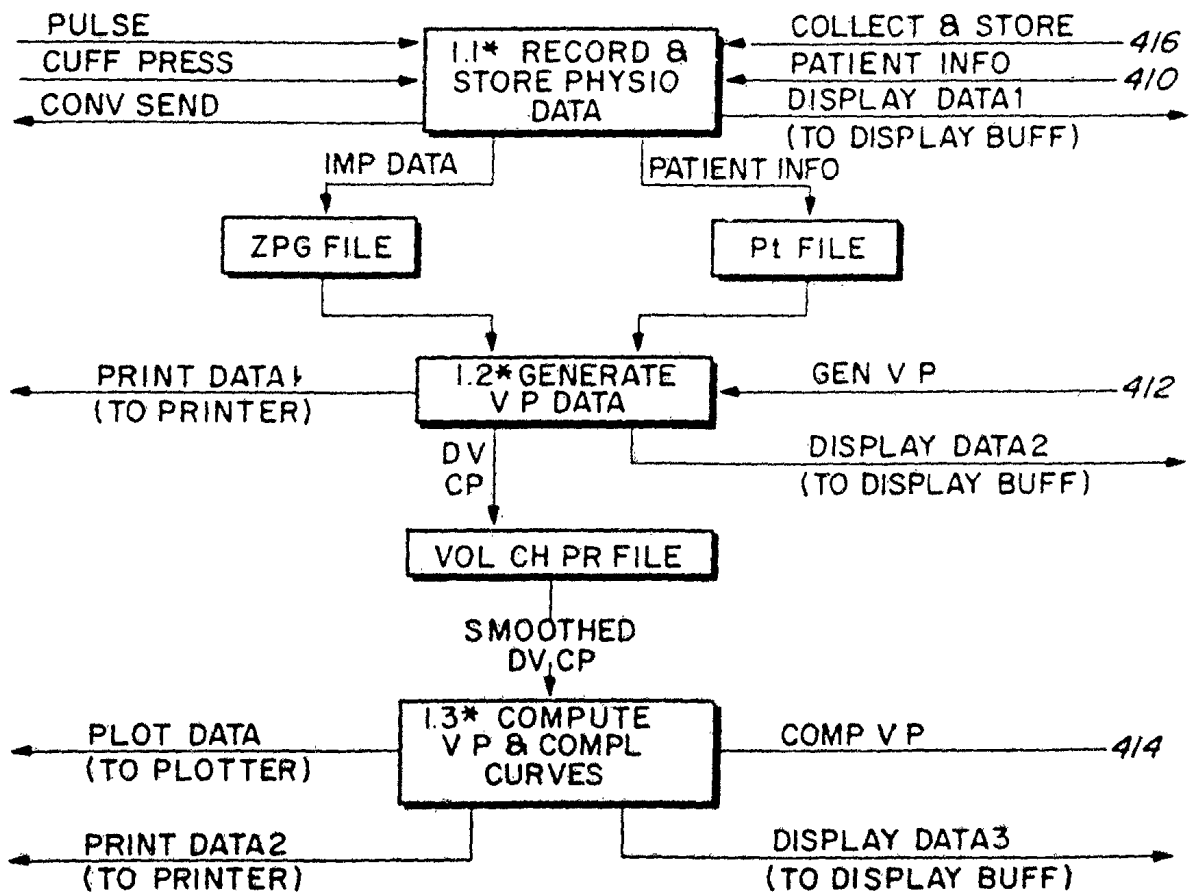 PULSE
CUFF PRESS
CONV SEND
1.1* RECORD &
STORE PHYSIO
DATA
COLLECT & STORE
416
PATIENT INFO
410
DISPLAY DATA1
(TO DISPLAY BUFF)
IMP DATA
PATIENT INFO
ZPG FILE
Pt FILE
PRINT DATA1
(TO PRINTER)
1.2* GENERATE
V P DATA
GEN V P
412
DV
CP
DISPLAY DATA2
(TO DISPLAY BUFF)
VOL CH PR FILE
SMOOTHED
DV, CP
PLOT DATA
(TO PLOTTER)
1.3* COMPUTE
V P & COMPL
CURVES
COMP V P
414
PRINT DATA2
(TO PRINTER)
DISPLAY DATA3
(TO DISPLAY BUFF)